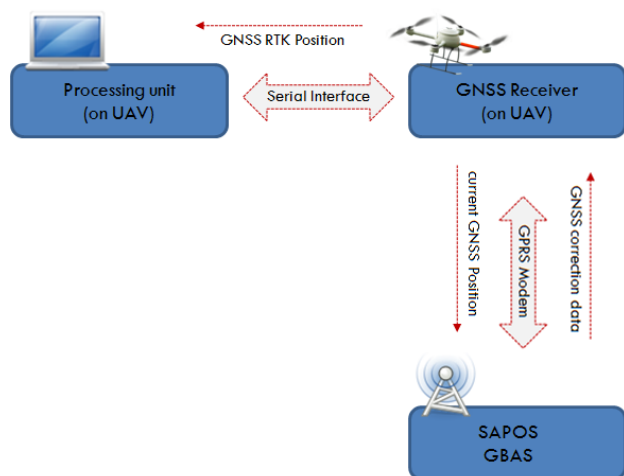 GNSS RTK Position
Processing unit
(on UAV)
Serial Interface
GNSS Receiver
(on UAV)
current GNSS Position
GPRS Modem
GNSS correction data
SAPOS
GBAS